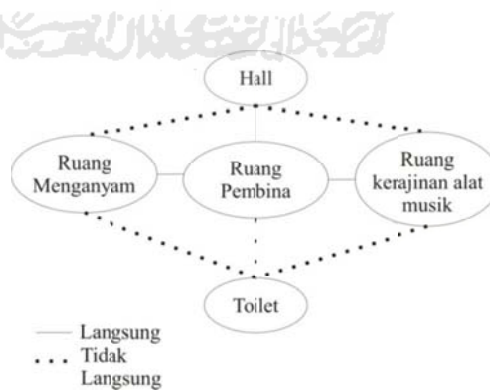 Hall
Ruang
Menganyam
Ruang
Pembina
Ruang
kerajinan alat
musik
Toilet
Langsung
Tidak
Langsung